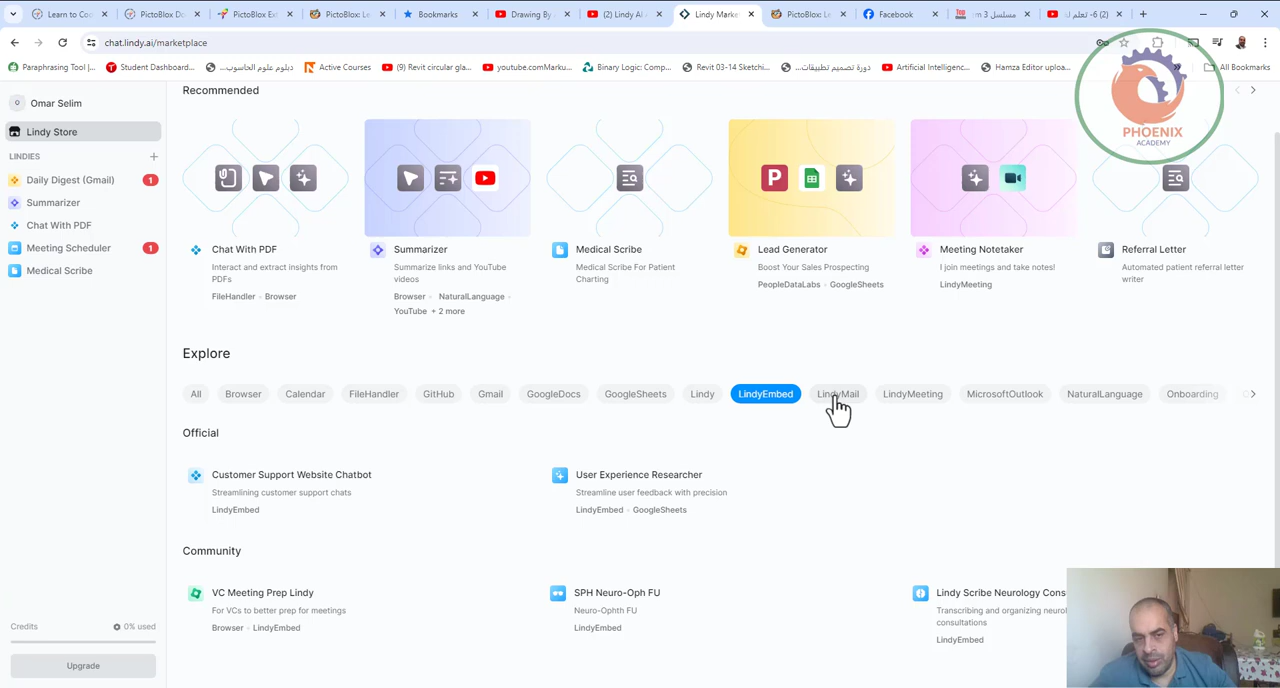 Learn to Coc
PictoBlox Do
PictoBlox Ext
PictoBlox: Le
Bookmarks
Drawing By
(2) Lindy AI
Lindy Marke
PictoBlox: Le
Facebook
مسلسل 3 m
(2) 6- تعلم
chat.lindy.ai/marketplace
Paraphrasing Tool |...
Student Dashboard...
دبلوم علوم الحاسوب...
Active Courses
(9) Revit
youtube.comMarku...
Binary Logic: Comp...
Revit 03-14 Sketchi...
دورة تصميم تطبيقات...
Artificial Intelligenc...
Hamza Editor uploa...
All Bookmarks
PHOENIX
ACADEMY
Omar Selim
Lindy Store
LINDIES
Daily Digest (Gmail) 1
Summarizer
Chat With PDF
Meeting Scheduler 1
Medical Scribe
Credits 0% used
Upgrade
Recommended
Chat With PDF
Interact and extract insights from
PDFs
FileHandler • Browser
Summarizer
Summarize links and YouTube
videos
Browser • NaturalLanguage •
YouTube + 2 more
Medical Scribe
Medical Scribe For Patient
Charting
Lead Generator
Boost Your Sales Prospecting
PeopleDataLabs • GoogleSheets
Meeting Notetaker
I join meetings and take notes!
LindyMeeting
Referral Letter
Automated patient referral letter
writer
Explore
All Browser Calendar FileHandler GitHub Gmail GoogleDocs GoogleSheets Lindy LindyEmbed LindyMail LindyMeeting MicrosoftOutlook NaturalLanguage Onboarding
Official
Customer Support Website Chatbot
Streamlining customer support chats
LindyEmbed
User Experience Researcher
Streamline user feedback with precision
LindyEmbed • GoogleSheets
Community
VC Meeting Prep Lindy
For VCs to better prep for meetings
Browser • LindyEmbed
SPH Neuro-Oph FU
Neuro-Ophth FU
LindyEmbed
Lindy Scribe Neurology Cons
Transcribing and organizing neurol
consultations
LindyEmbed